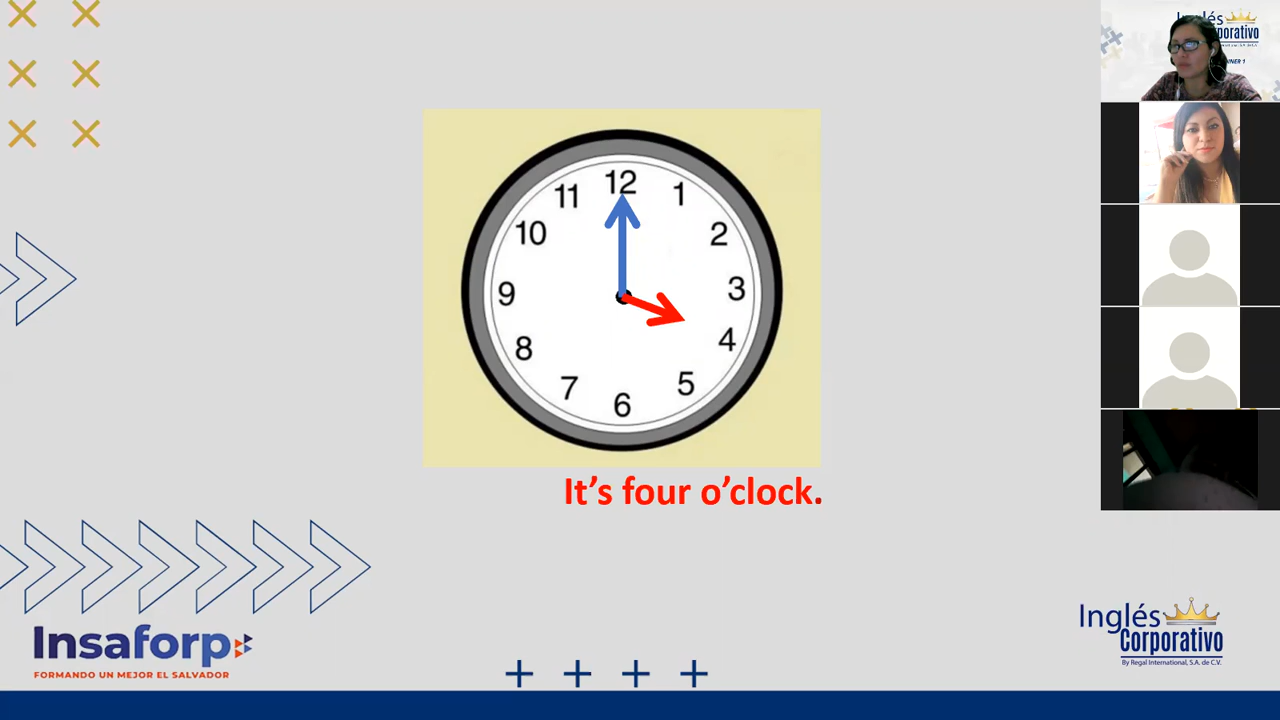 12
11
1
10
2
9
3
8
4
7
5
6
It’s four o’clock.
Insaforp
FORMANDO UN MEJOR EL SALVADOR
Inglés
Corporativo
By Regal International, S.A. de C.V.
Inglés
Corporativo